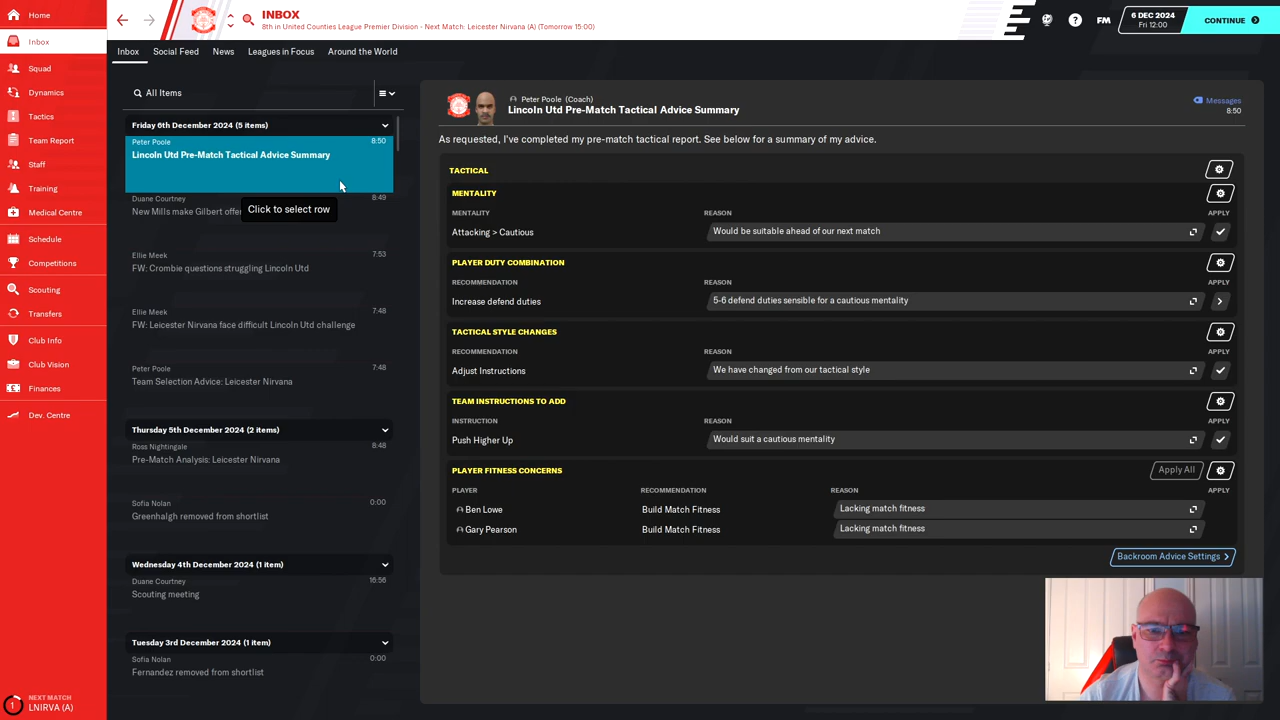 Home
Inbox
Squad
Dynamics
Tactics
Team Report
Staff
Training
Medical Centre
Schedule
Competitions
Scouting
Transfers
Club Info
Club Vision
Finances
Dev. Centre
1
NEXT MATCH
LNIRVA (A)
INBOX
8th in United Counties League Premier Division - Next Match: Leicester Nirvana (A) (Tomorrow 15:00)
?
FM
6 DEC 2024
Fri 12:00
CONTINUE
Inbox
Social Feed
News
Leagues in Focus
Around the World
All Items
Friday 6th December 2024 (5 items)
Peter Poole
8:50
Lincoln Utd Pre-Match Tactical Advice Summary
Duane Courtney
8:49
New Mills make Gilbert offe
Click to select row
Ellie Meek
7:53
FW: Crombie questions struggling Lincoln Utd
Ellie Meek
7:48
FW: Leicester Nirvana face difficult Lincoln Utd challenge
Peter Poole
7:48
Team Selection Advice: Leicester Nirvana
Thursday 5th December 2024 (2 items)
Ross Nightingale
8:48
Pre-Match Analysis: Leicester Nirvana
Sofia Nolan
0:00
Greenhalgh removed from shortlist
Wednesday 4th December 2024 (1 item)
Duane Courtney
16:56
Scouting meeting
Tuesday 3rd December 2024 (1 item)
Sofia Nolan
0:00
Fernandez removed from shortlist
Peter Poole (Coach)
Lincoln Utd Pre-Match Tactical Advice Summary
Messages
8:50
As requested, I've completed my pre-match tactical report. See below for a summary of my advice.
TACTICAL
MENTALITY
MENTALITY
REASON
APPLY
Attacking > Cautious
Would be suitable ahead of our next match
PLAYER DUTY COMBINATION
RECOMMENDATION
REASON
APPLY
Increase defend duties
5-6 defend duties sensible for a cautious mentality
TACTICAL STYLE CHANGES
RECOMMENDATION
REASON
APPLY
Adjust Instructions
We have changed from our tactical style
TEAM INSTRUCTIONS TO ADD
INSTRUCTION
REASON
APPLY
Push Higher Up
Would suit a cautious mentality
PLAYER FITNESS CONCERNS
Apply All
PLAYER
RECOMMENDATION
REASON
APPLY
Ben Lowe
Build Match Fitness
Lacking match fitness
Gary Pearson
Build Match Fitness
Lacking match fitness
Backroom Advice Settings